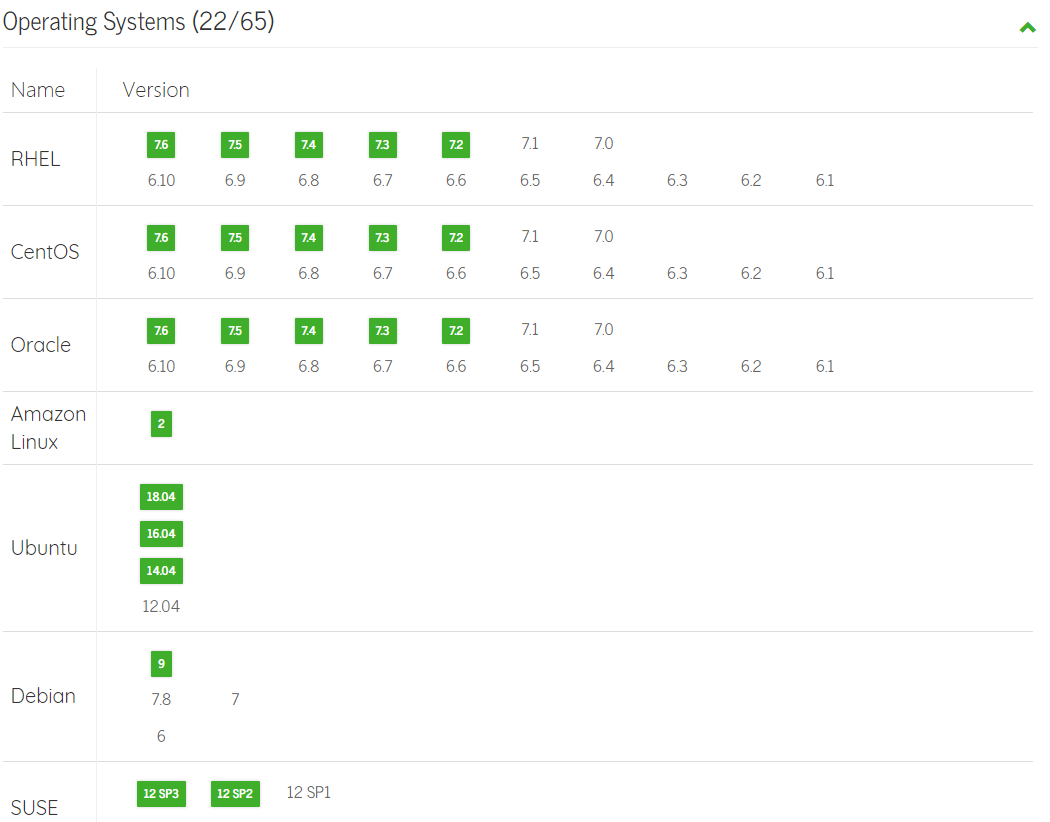 Operating Systems (22/65)
Name Version
RHEL
7.6 7.5 7.4 7.3 7.2 7.1 7.0
6.10 6.9 6.8 6.7 6.6 6.5 6.4 6.3 6.2 6.1
CentOS
7.6 7.5 7.4 7.3 7.2 7.1 7.0
6.10 6.9 6.8 6.7 6.6 6.5 6.4 6.3 6.2 6.1
Oracle
7.6 7.5 7.4 7.3 7.2 7.1 7.0
6.10 6.9 6.8 6.7 6.6 6.5 6.4 6.3 6.2 6.1
Amazon
Linux
2
Ubuntu
18.04
16.04
14.04
12.04
Debian
9
7.8 7
6
SUSE
12 SP3 12 SP2 12 SP1